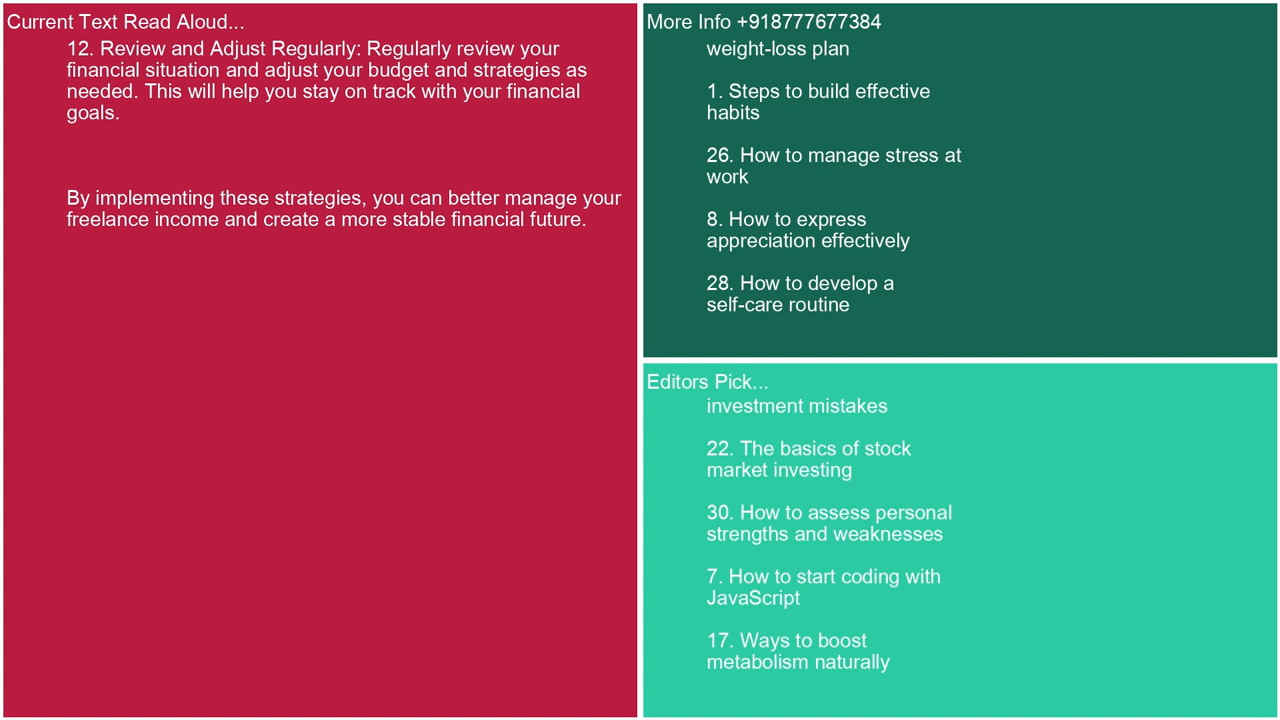 Current Text Read Aloud...
12. Review and Adjust Regularly: Regularly review your
financial situation and adjust your budget and strategies as
needed. This will help you stay on track with your financial
goals.
By implementing these strategies, you can better manage your
freelance income and create a more stable financial future.
More Info +918777677384
weight-loss plan
1. Steps to build effective
habits
26. How to manage stress at
work
8. How to express
appreciation effectively
28. How to develop a
self-care routine
Editors Pick...
investment mistakes
22. The basics of stock
market investing
30. How to assess personal
strengths and weaknesses
7. How to start coding with
JavaScript
17. Ways to boost
metabolism naturally